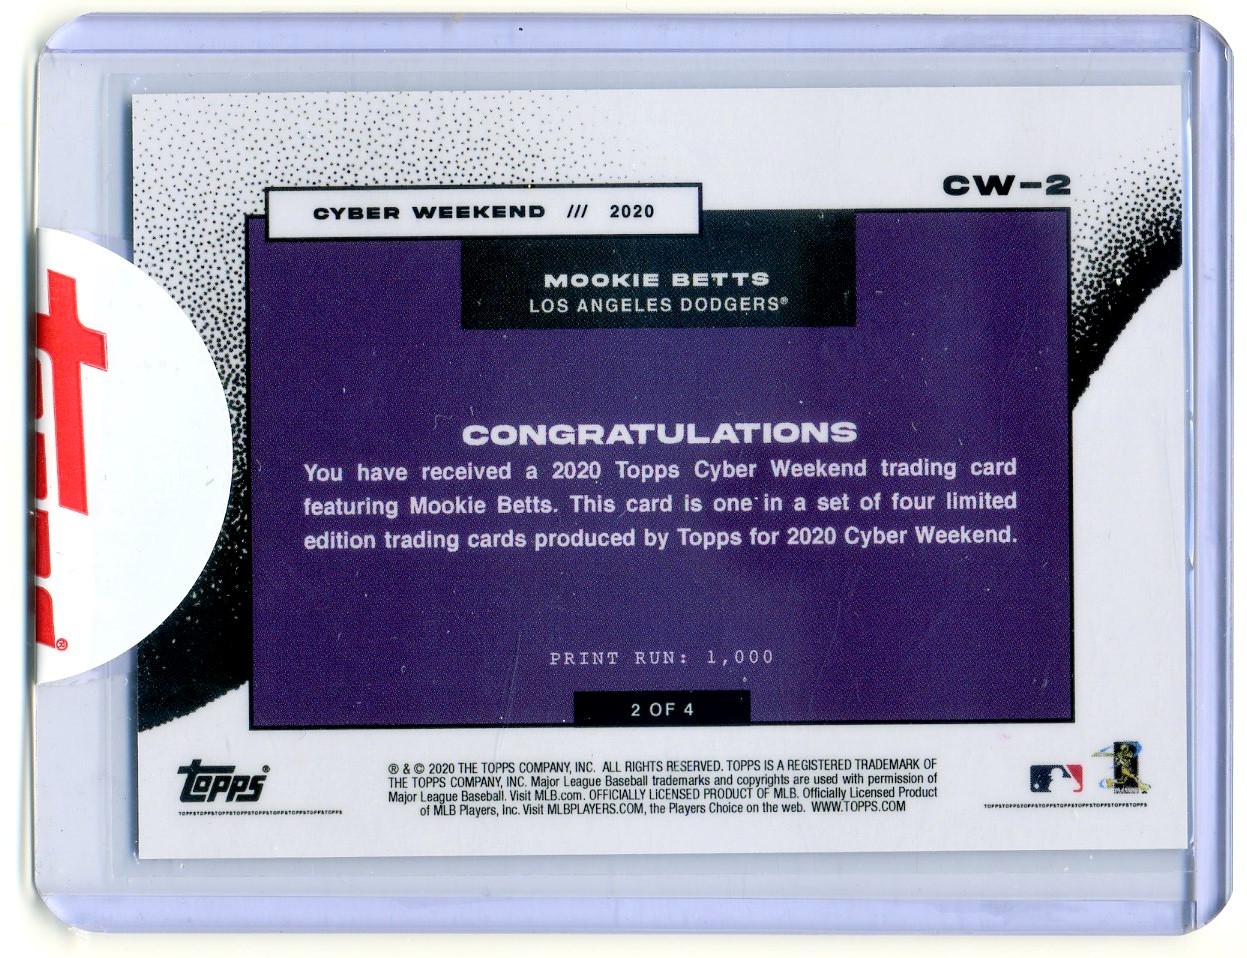 CW-2
CYBER WEEKEND /// 2020
MOOKIE BETTS
LOS ANGELES DODGERS®
CONGRATULATIONS
You have received a 2020 Topps Cyber Weekend trading card
featuring Mookie Betts. This card is one in a set of four limited
edition trading cards produced by Topps for 2020 Cyber Weekend.
PRINT RUN: 1,000
2 OF 4
topps®
TOPPSTOPPSTOPPSTOPPSTOPPSTOPPSTOPPSTOPPSTOPPS
® & © 2020 THE TOPPS COMPANY, INC. ALL RIGHTS RESERVED. TOPPS IS A REGISTERED TRADEMARK OF
THE TOPPS COMPANY, INC. Major League Baseball trademarks and copyrights are used with permission of
Major League Baseball. Visit MLB.com. OFFICIALLY LICENSED PRODUCT OF MLB. Officially Licensed Product
of MLB Players, Inc. Visit MLBPLAYERS.COM, the Players Choice on the web. WWW.TOPPS.COM
TOPPSTOPPSTOPPSTOPPSTOPPSTOPPSTOPPSTOPPSTOPPS